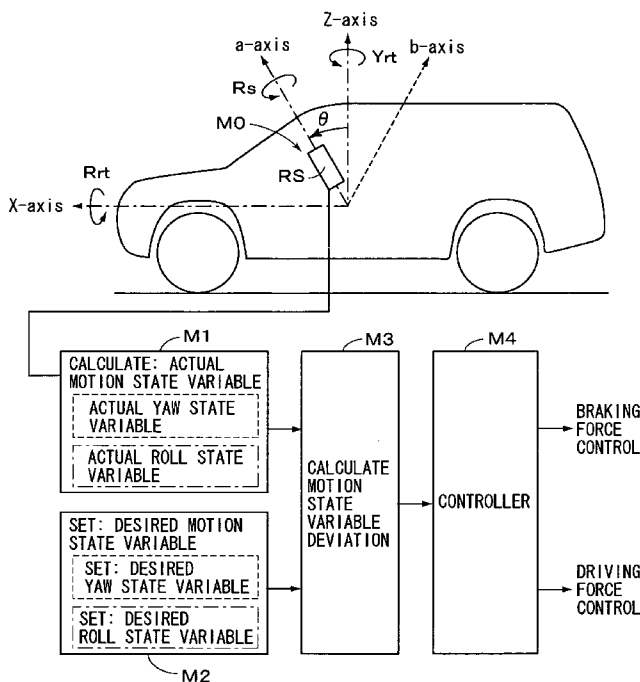 Z-axis
a-axis
b-axis
Yrt
Rs
θ
M0
RS
Rrt
X-axis
M1
M3
M4
CALCULATE: ACTUAL
MOTION STATE VARIABLE
ACTUAL YAW STATE
VARIABLE
ACTUAL ROLL STATE
VARIABLE
SET: DESIRED MOTION
STATE VARIABLE
SET: DESIRED
YAW STATE VARIABLE
SET: DESIRED
ROLL STATE VARIABLE
M2
CALCULATE
MOTION
STATE
VARIABLE
DEVIATION
CONTROLLER
BRAKING
FORCE
CONTROL
DRIVING
FORCE
CONTROL